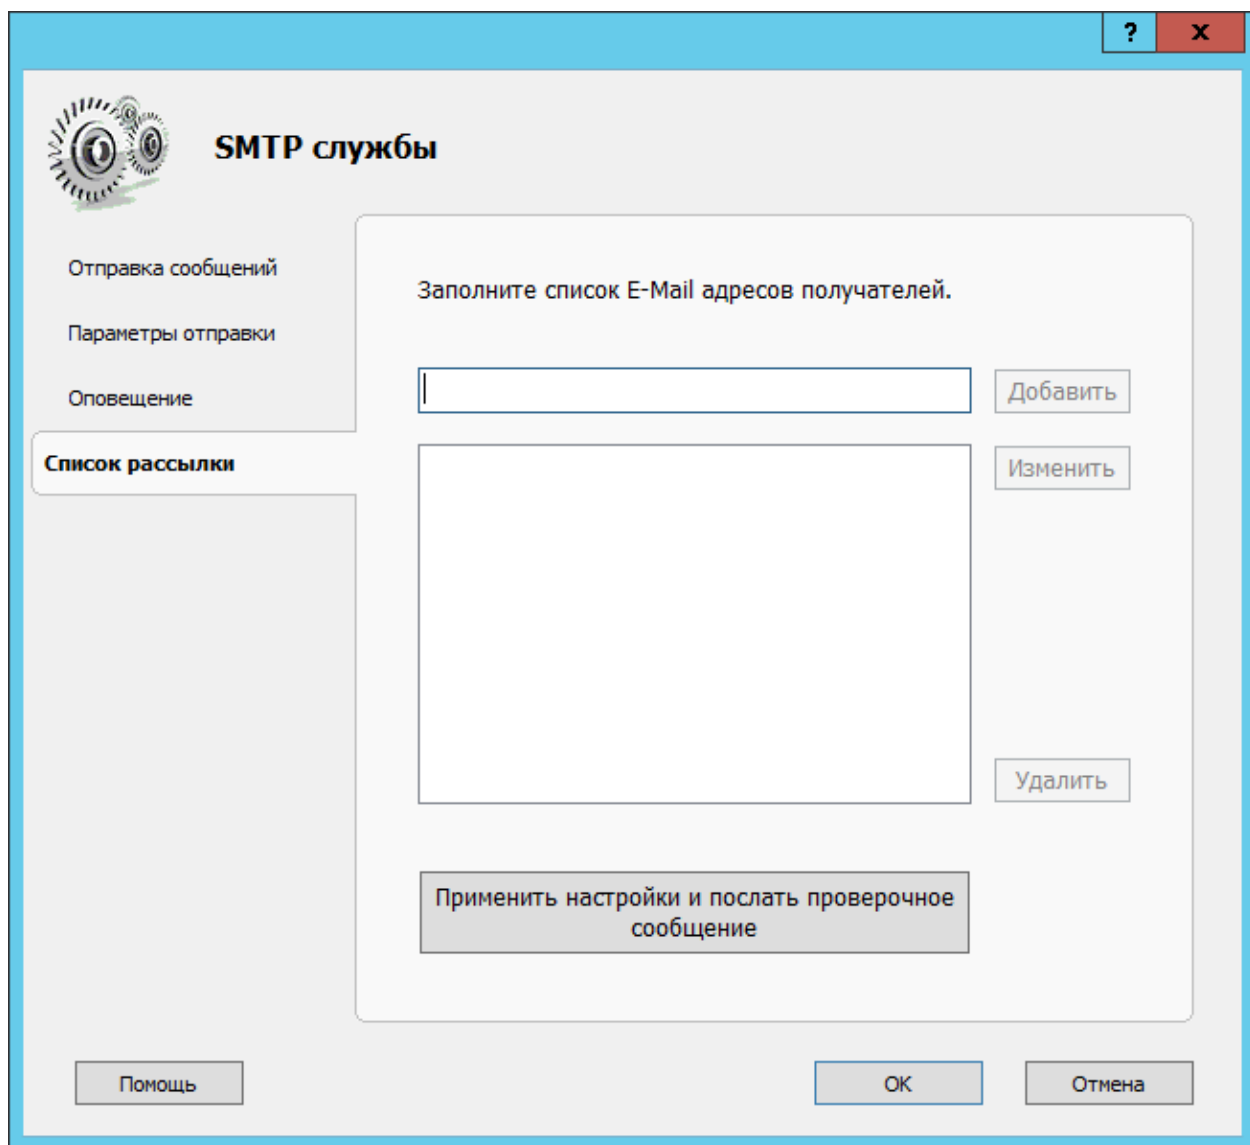 ?
x
SMTP службы
Отправка сообщений
Параметры отправки
Оповещение
Список рассылки
Заполните список E-Mail адресов получателей.
Добавить
Изменить
Удалить
Применить настройки и послать проверочное
сообщение
Помощь
ОК
Отмена